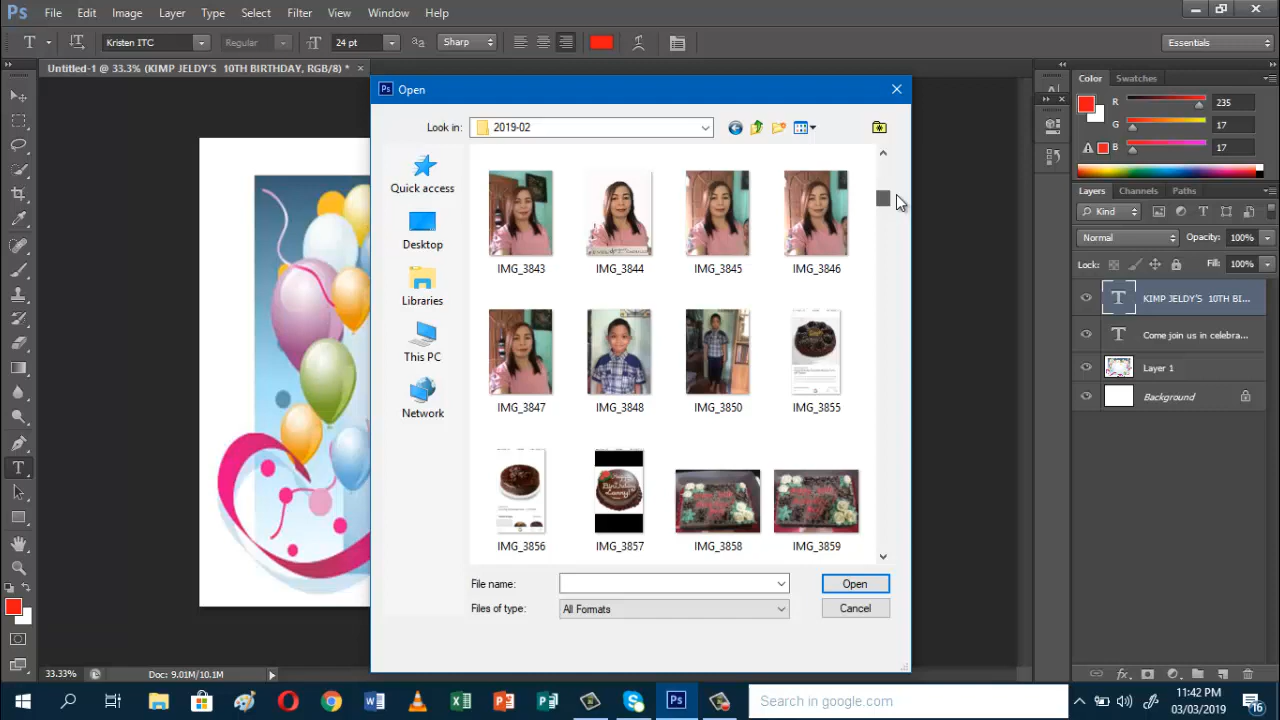 Ps File Edit Image Layer Type Select Filter View Window Help
T Kristen ITC Regular 24 pt Sharp Essentials
Untitled-1 @ 33.3% (KIMP JELDY'S 10TH BIRTHDAY, RGB/8) * ×
Ps Open
Look in: 2019-02
Quick access
Desktop
Libraries
This PC
Network
IMG_3843 IMG_3844 IMG_3845 IMG_3846
IMG_3847 IMG_3848 IMG_3850 IMG_3855
IMG_3856 IMG_3857 IMG_3858 IMG_3859
File name: Open
Files of type: All Formats Cancel
Color Swatches
R 235
G 17
B 17
Layers Channels Paths
Kind
Normal Opacity: 100%
Lock: Fill: 100%
KIMP JELDY'S 10TH BI...
Come join us in celebra...
Layer 1
Background
33.33% Doc: 9.01M/10.1M
Search in google.com
11:42 PM
03/03/2019
16